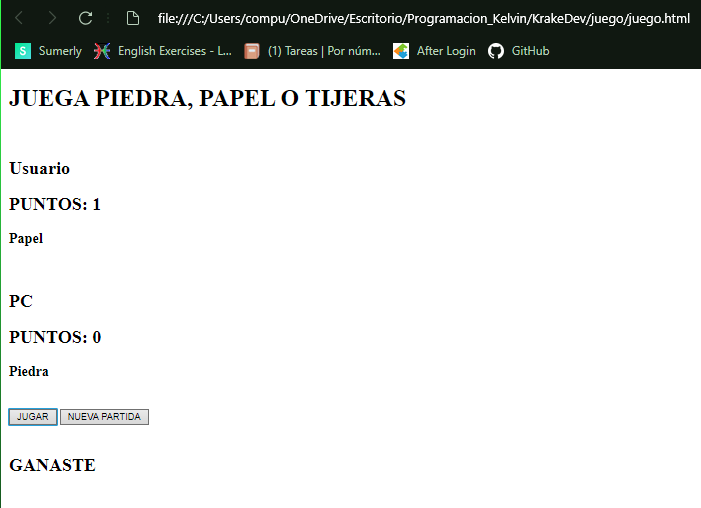 file:///C:/Users/compu/OneDrive/Escritorio/Programacion_Kelvin/KrakeDev/juego/juego.html
Sumerly English Exercises - L... (1) Tareas | Por núm... After Login GitHub
JUEGA PIEDRA, PAPEL O TIJERAS
Usuario
PUNTOS: 1
Papel
PC
PUNTOS: 0
Piedra
JUGAR NUEVA PARTIDA
GANASTE